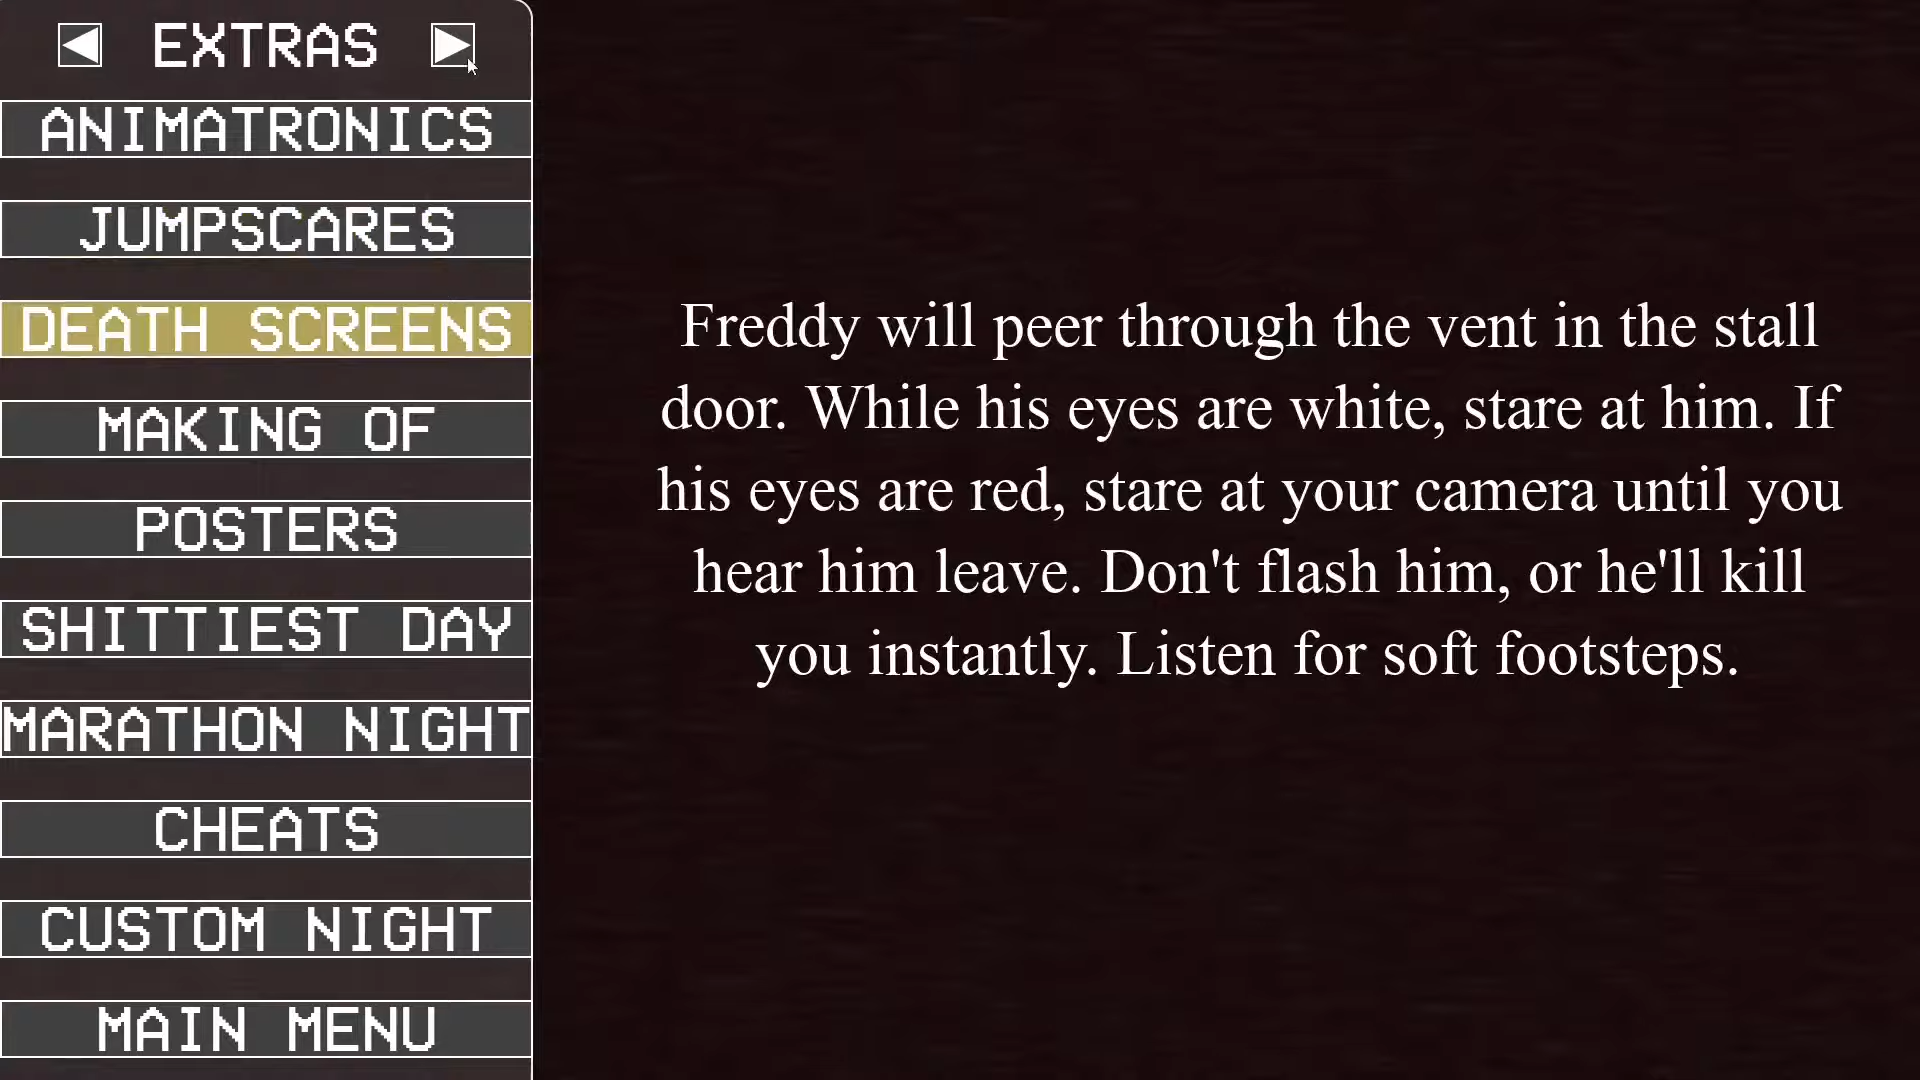 EXTRAS
ANIMATRONICS
JUMPSCARES
DEATH SCREENS
MAKING OF
POSTERS
SHITTIEST DAY
MARATHON NIGHT
CHEATS
CUSTOM NIGHT
MAIN MENU
Freddy will peer through the vent in the stall
door. While his eyes are white, stare at him. If
his eyes are red, stare at your camera until you
hear him leave. Don't flash him, or he'll kill
you instantly. Listen for soft footsteps.